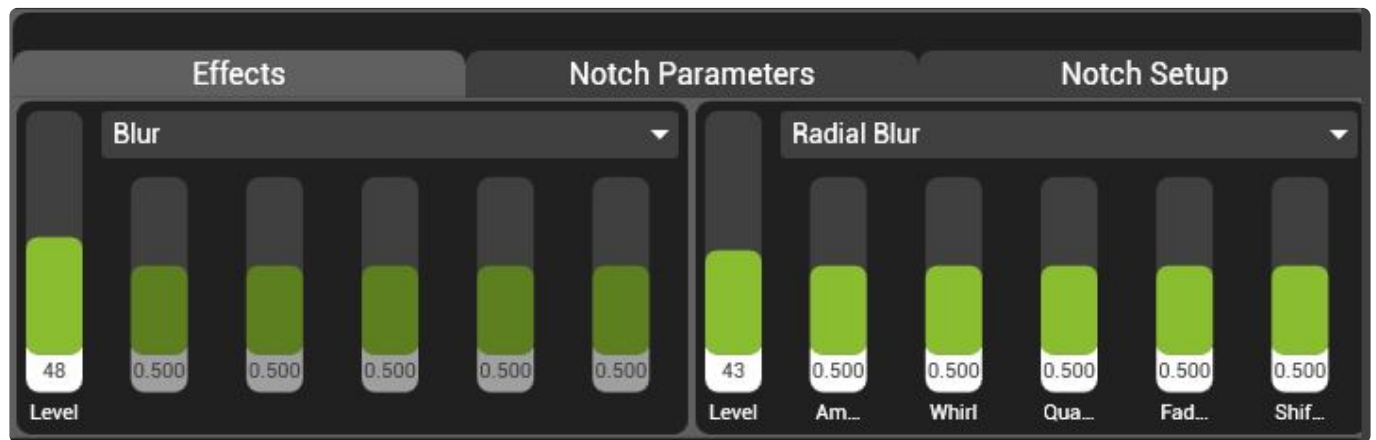 Effects Notch Parameters Notch Setup
Blur
48 0.500 0.500 0.500 0.500 0.500
Level
Radial Blur
43 0.500 0.500 0.500 0.500 0.500
Level Am... Whirl Qua... Fad... Shif...